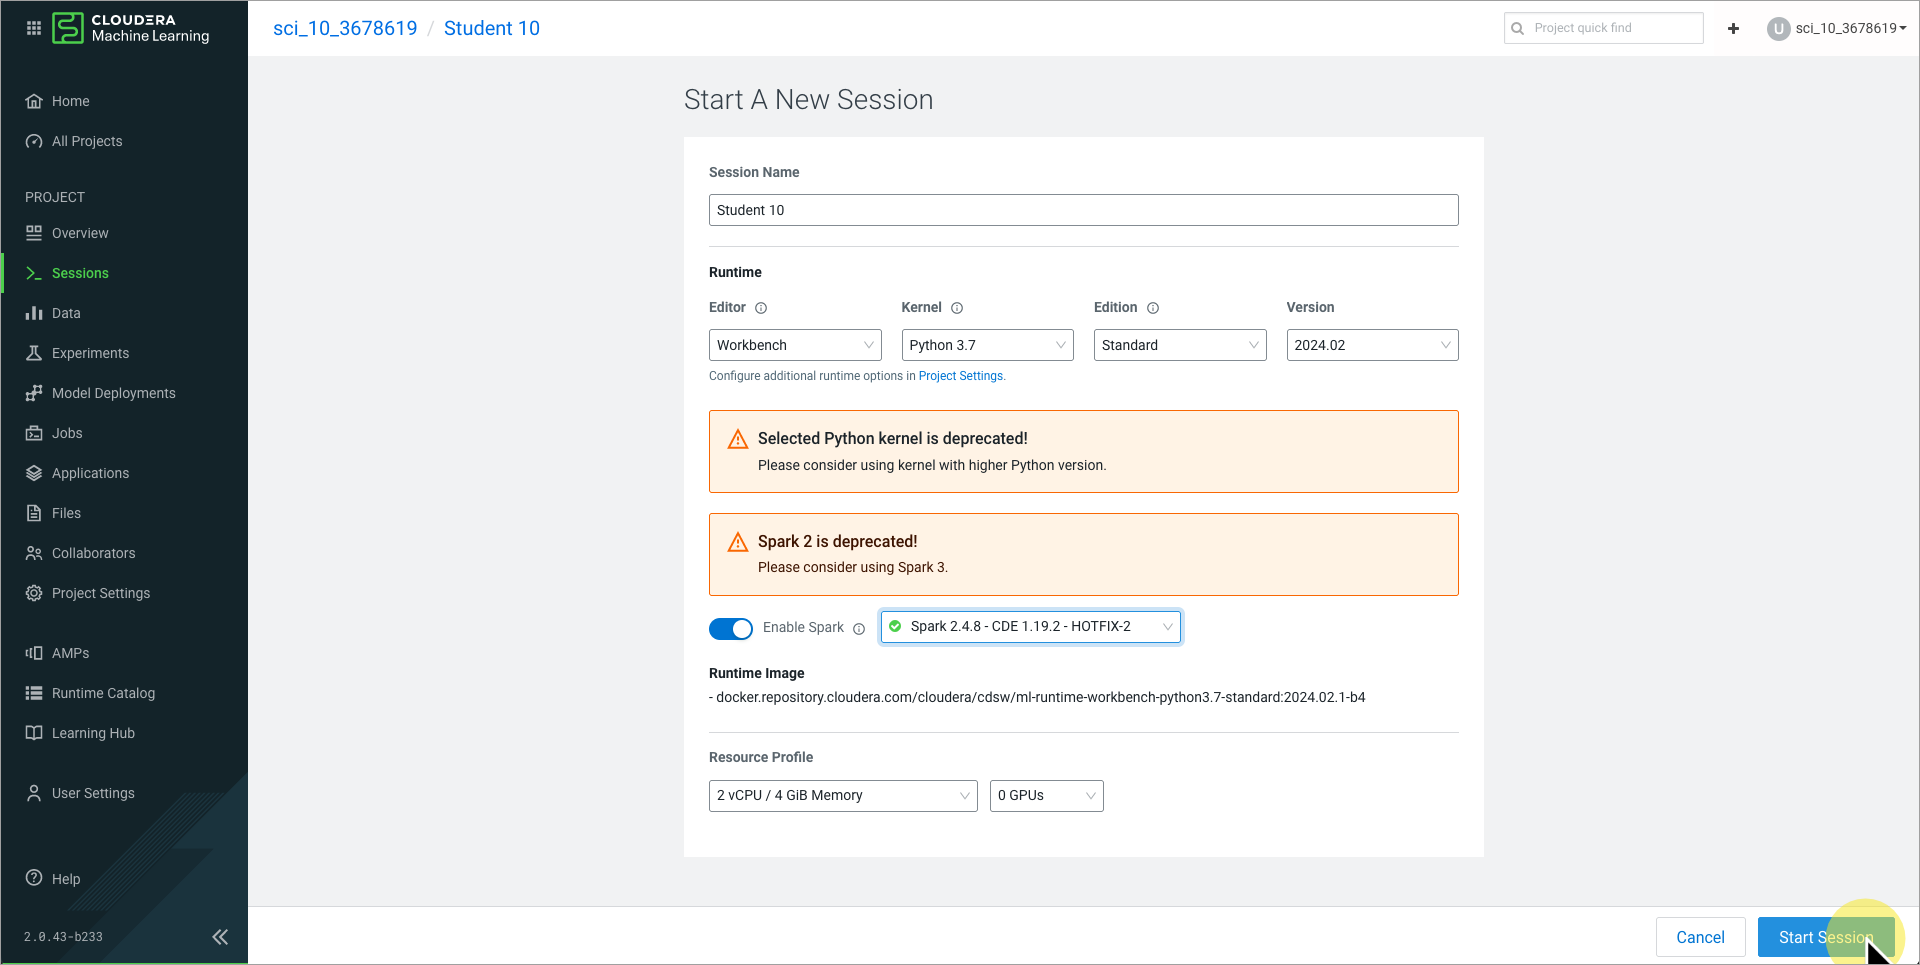 CLOUDERA
Machine Learning
sci_10_3678619 / Student 10
Project quick find
+
U
sci_10_3678619
Home
All Projects
PROJECT
Overview
Sessions
Data
Experiments
Model Deployments
Jobs
Applications
Files
Collaborators
Project Settings
AMPs
Runtime Catalog
Learning Hub
User Settings
Help
2.0.43-b233
Start A New Session
Session Name
Student 10
Runtime
Editor Kernel Edition Version
Workbench Python 3.7 Standard 2024.02
Configure additional runtime options in Project Settings.
Selected Python kernel is deprecated!
Please consider using kernel with higher Python version.
Spark 2 is deprecated!
Please consider using Spark 3.
Enable Spark Spark 2.4.8 - CDE 1.19.2 - HOTFIX-2
Runtime Image
- docker.repository.cloudera.com/cloudera/cdsw/ml-runtime-workbench-python3.7-standard:2024.02.1-b4
Resource Profile
2 vCPU / 4 GiB Memory 0 GPUs
Cancel Start Session